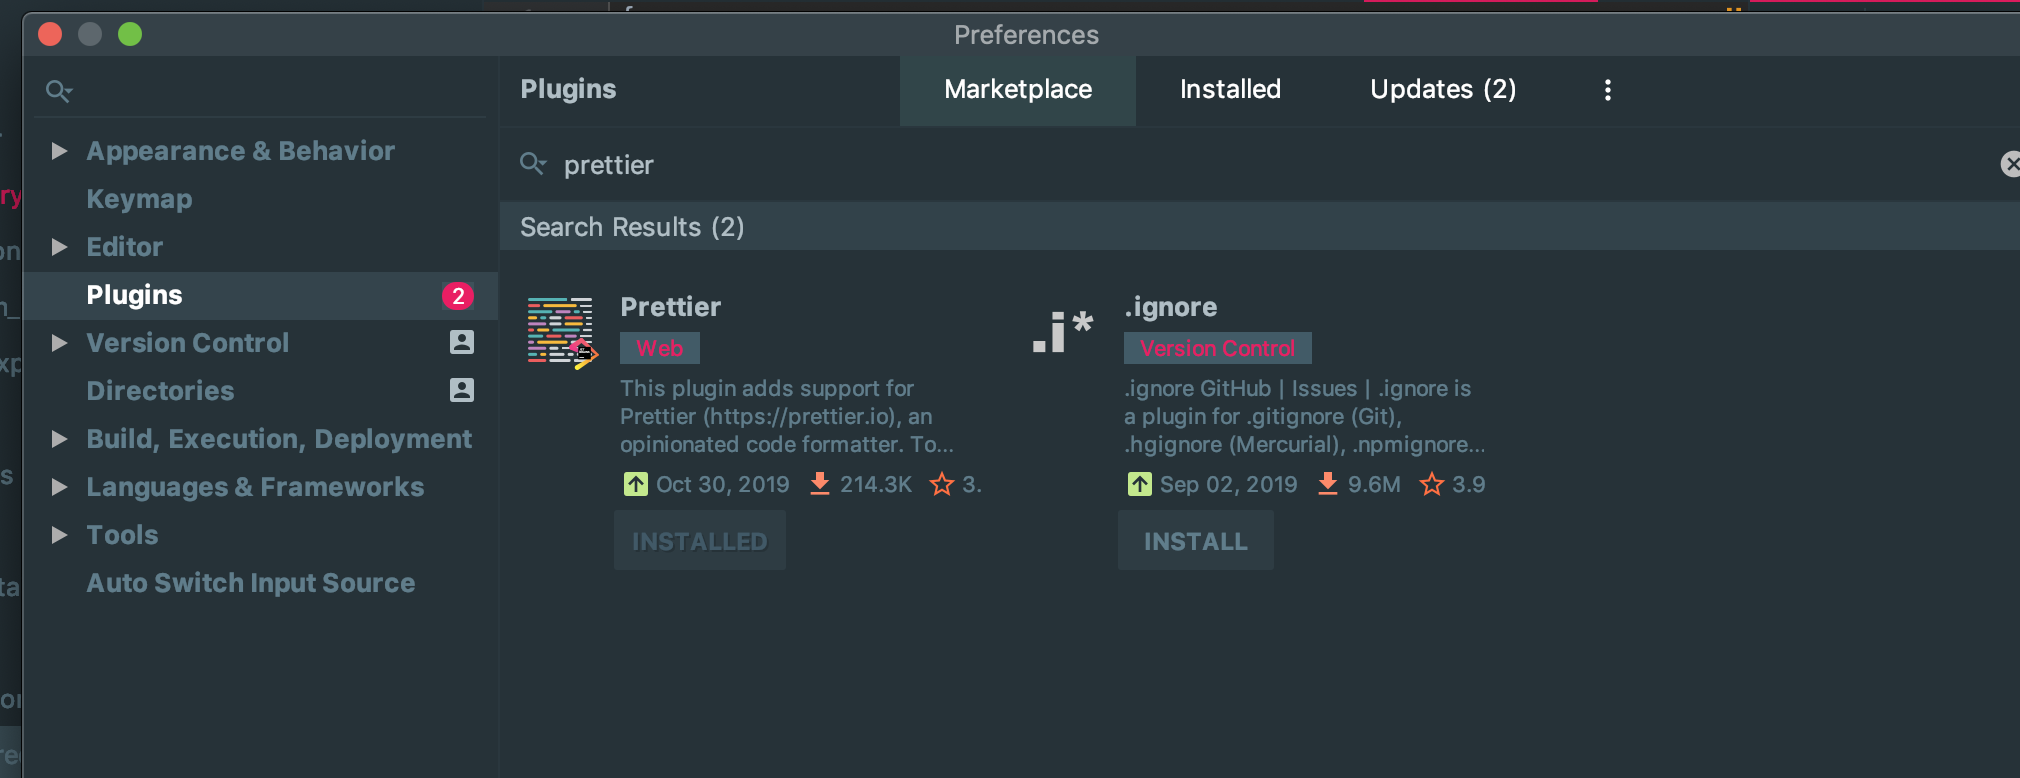 Preferences
Plugins
Marketplace
Installed
Updates (2)
Appearance & Behavior
Keymap
Editor
Plugins 2
Version Control
Directories
Build, Execution, Deployment
Languages & Frameworks
Tools
Auto Switch Input Source
prettier
Search Results (2)
Prettier
Web
This plugin adds support for
Prettier (https://prettier.io), an
opinionated code formatter. To...
Oct 30, 2019 214.3K 3.
INSTALLED
.i*
.ignore
Version Control
.ignore GitHub | Issues | .ignore is
a plugin for .gitignore (Git),
.hgignore (Mercurial), .npmignore...
Sep 02, 2019 9.6M 3.9
INSTALL